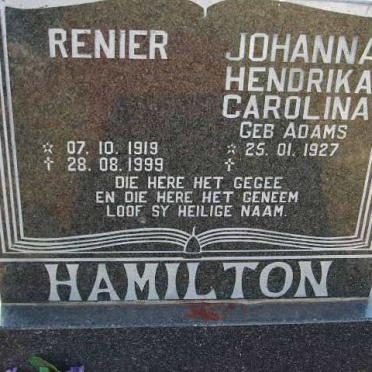 RENIER
☆ 07. 10. 1919
† 28. 08. 1999
JOHANNA
HENDRIKA
CAROLINA
GEB ADAMS
☆ 25. 01. 1927
†
DIE HERE HET GEGEE
EN DIE HERE HET GENEEM
LOOF SY HEILIGE NAAM.
HAMILTON